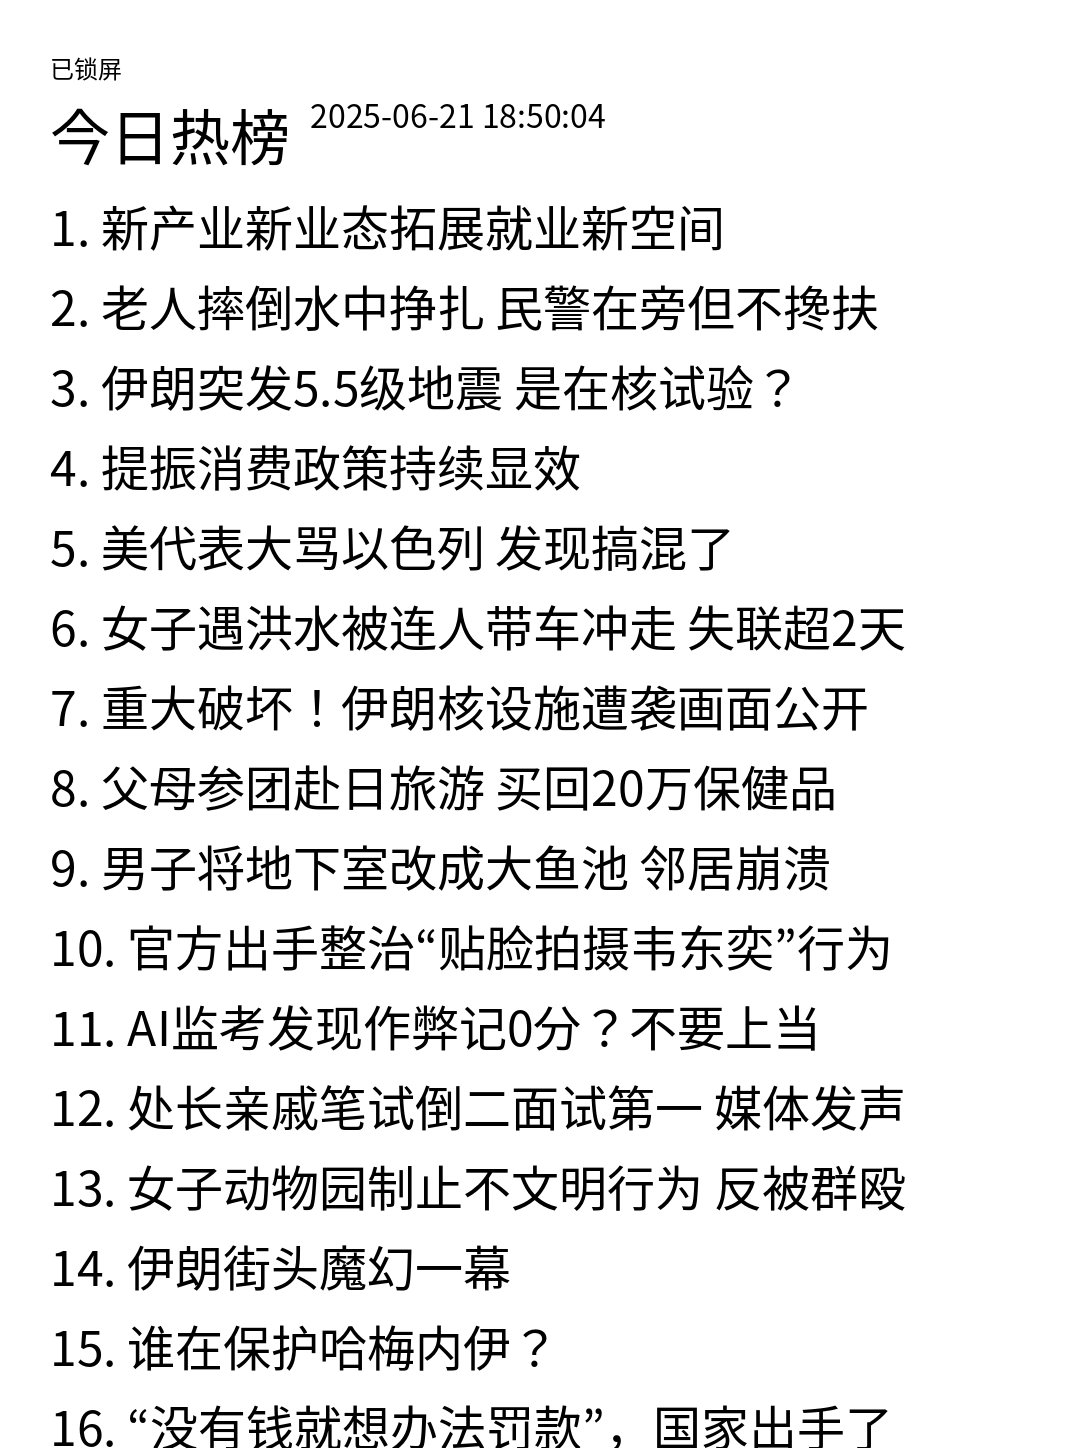 已锁屏
今日热榜 2025-06-21 18:50:04
1. 新产业新业态拓展就业新空间
2. 老人摔倒水中挣扎 民警在旁但不搀扶
3. 伊朗突发5.5级地震 是在核试验？
4. 提振消费政策持续显效
5. 美代表大骂以色列 发现搞混了
6. 女子遇洪水被连人带车冲走 失联超2天
7. 重大破坏！伊朗核设施遭袭画面公开
8. 父母参团赴日旅游 买回20万保健品
9. 男子将地下室改成大鱼池 邻居崩溃
10. 官方出手整治“贴脸拍摄韦东奕”行为
11. AI监考发现作弊记0分？不要上当
12. 处长亲戚笔试倒二面试第一 媒体发声
13. 女子动物园制止不文明行为 反被群殴
14. 伊朗街头魔幻一幕
15. 谁在保护哈梅内伊？
16. “没有钱就想办法罚款”，国家出手了